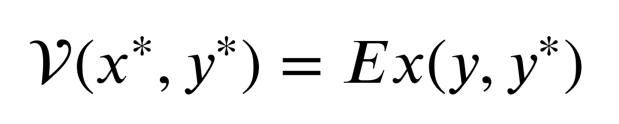 𝒱(x*, y*) = Ex(y, y*)